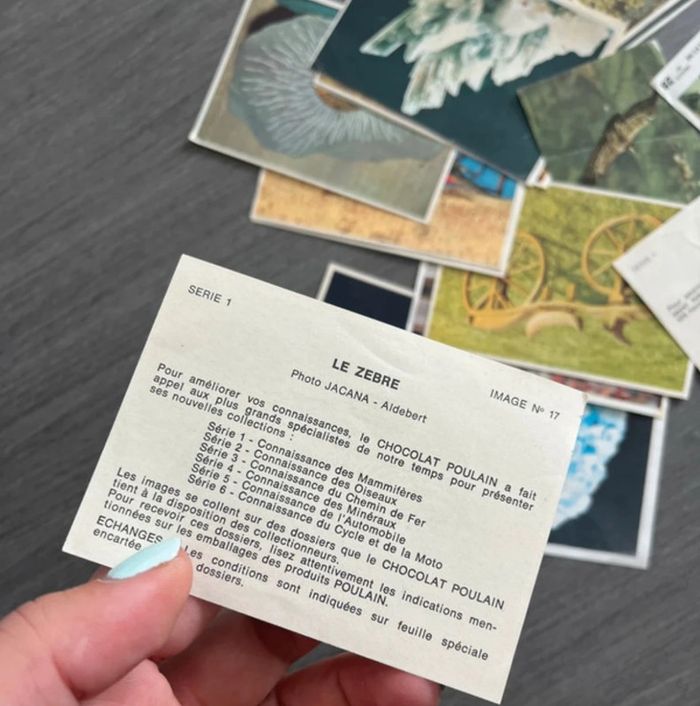 SERIE 1
LE ZEBRE
Photo JACANA - Aldebert
IMAGE Nº 17
Pour améliorer vos connaissances, le CHOCOLAT POULAIN a fait
appel aux plus grands spécialistes de notre temps pour présenter
ses nouvelles collections :
Série 1 - Connaissance des Mammifères
Série 2 - Connaissance des Oiseaux
Série 3 - Connaissance du Chemin de Fer
Série 4 - Connaissance des Minéraux
Série 5 - Connaissance de l'Automobile
Série 6 - Connaissance du Cycle et de la Moto
Les images se collent sur des dossiers que le CHOCOLAT POULAIN
tient à la disposition des collectionneurs.
Pour recevoir ces dossiers, lisez attentivement les indications men-
tionnées sur les emballages des produits POULAIN.
ECHANGES les conditions sont indiquées sur feuille spéciale
encartée dossiers.